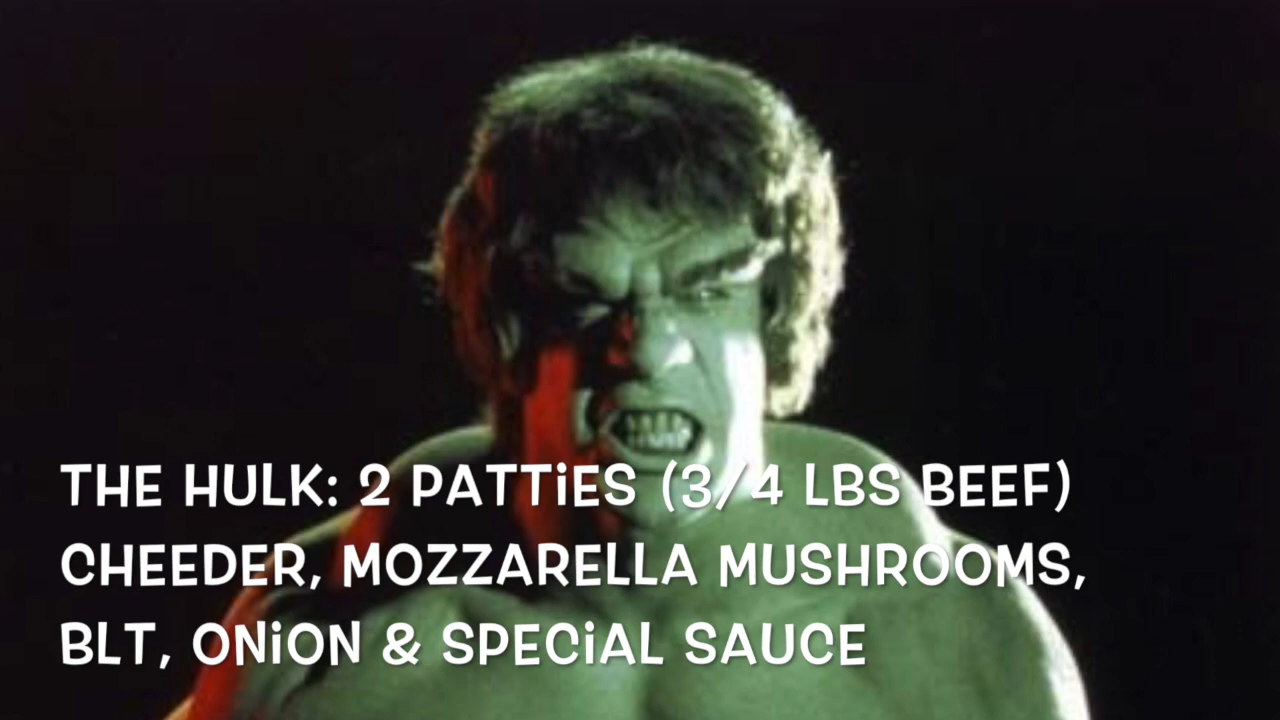 THE HULK: 2 PATTiES (3/4 LBS BEEF)
CHEEDER, MOZZARELLA MUSHROOMS,
BLT, ONiON & SPECiAL SAUCE